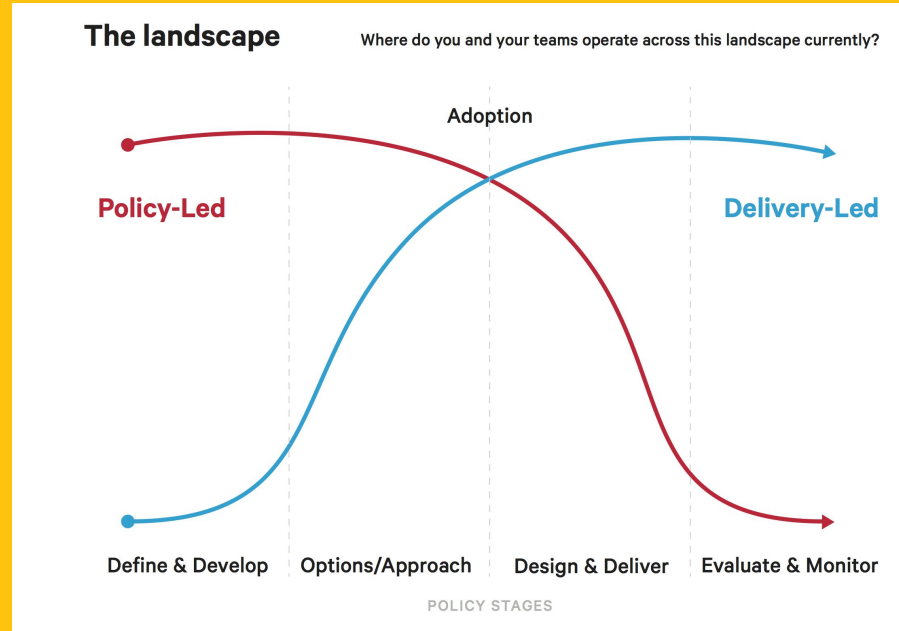 The landscape
Where do you and your teams operate across this landscape currently?
Adoption
Policy-Led
Delivery-Led
Define & Develop
Options/Approach
Design & Deliver
Evaluate & Monitor
POLICY STAGES